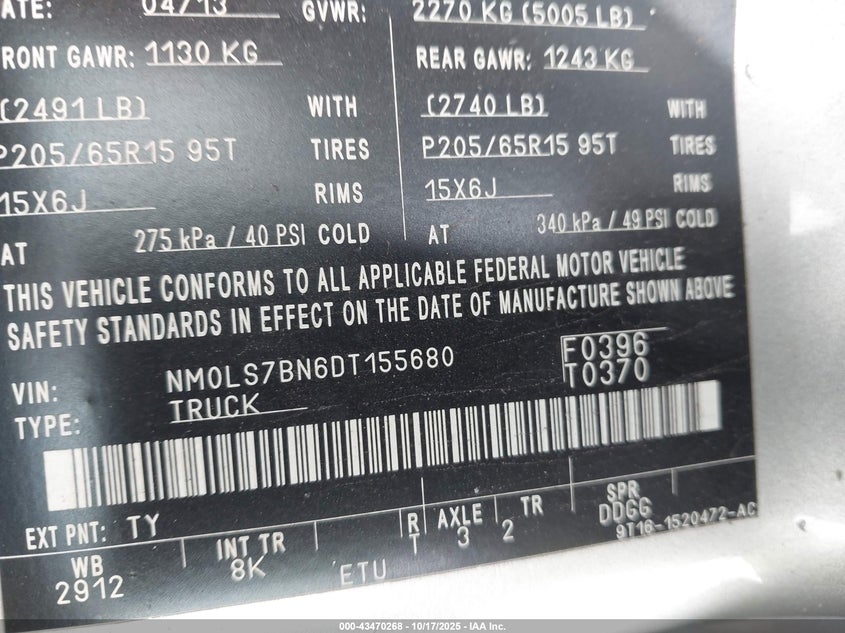 ATE: 04/13 GVWR: 2270 KG (5005 LB)
RONT GAWR: 1130 KG REAR GAWR: 1243 KG
(2491 LB) WITH (2740 LB) WITH
P205/65R15 95T TIRES P205/65R15 95T TIRES
15X6J RIMS 15X6J RIMS
AT 275 kPa / 40 PSI COLD AT 340 kPa / 49 PSI COLD
THIS VEHICLE CONFORMS TO ALL APPLICABLE FEDERAL MOTOR VEHICLE
SAFETY STANDARDS IN EFFECT ON THE DATE OF MANUFACTURE SHOWN ABOVE
VIN: NM0LS7BN6DT155680 F0396
TYPE: TRUCK T0370
EXT PNT: TY RT AXLE 3 TR 2 SPR DDGG 9T16-1520472-AC
WB 2912 INT TR 8K ETU
000-43470268 - 10/17/2025 - IAA Inc.